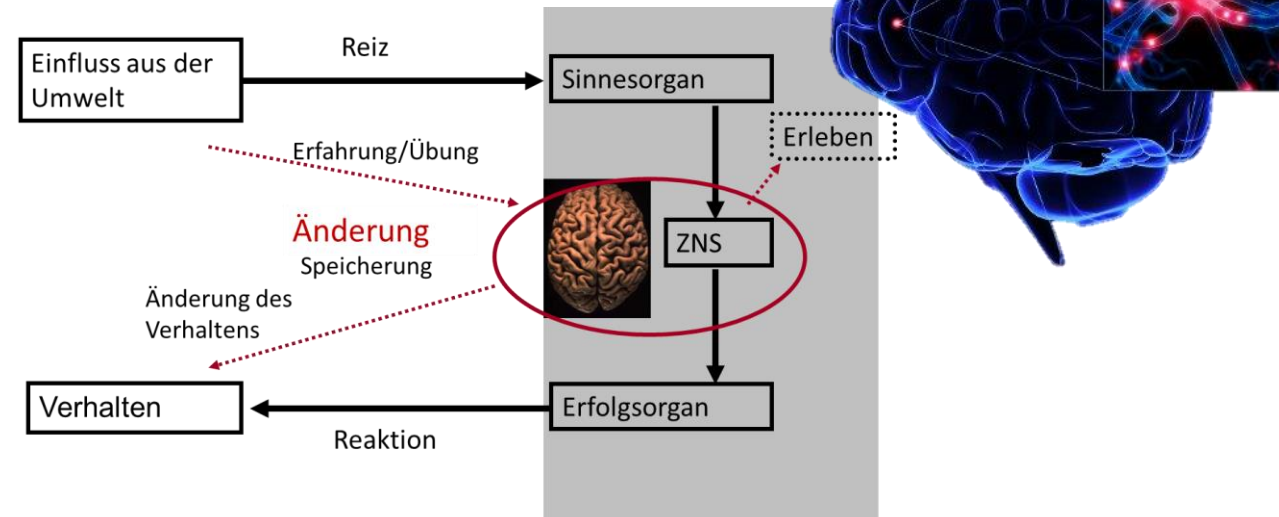 Reiz
Einfluss aus der
Umwelt
Sinnesorgan
Erleben
Erfahrung/Übung
Änderung
Speicherung
ZNS
Änderung des
Verhaltens
Verhalten
Erfolgsorgan
Reaktion